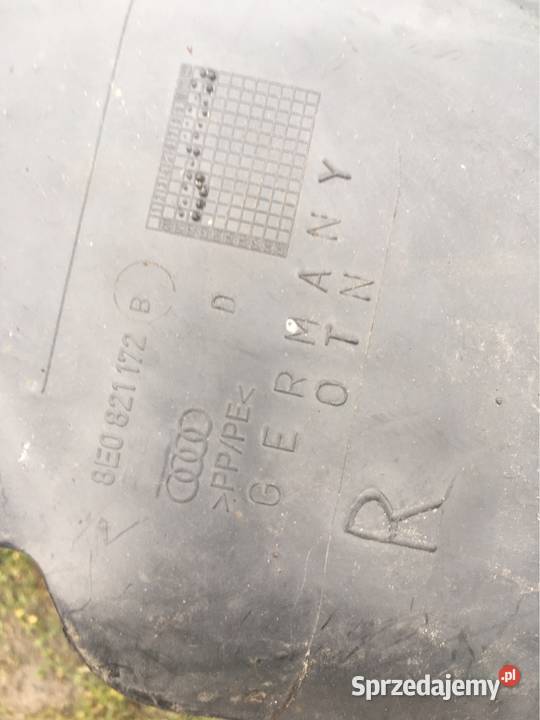 8E0 821 172 B
D
>PP/PE<
GERMANY
OTN
R
Sprzedajemy.pl